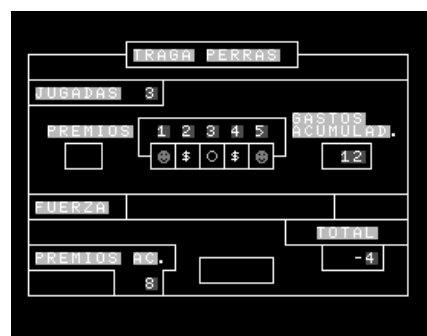 TRAGA PERRAS
JUGADAS 3
PREMIOS 1 2 3 4 5 GASTOS
ACUMULAD.
$ $ 12
FUERZA
TOTAL
PREMIOS AC. -4
8